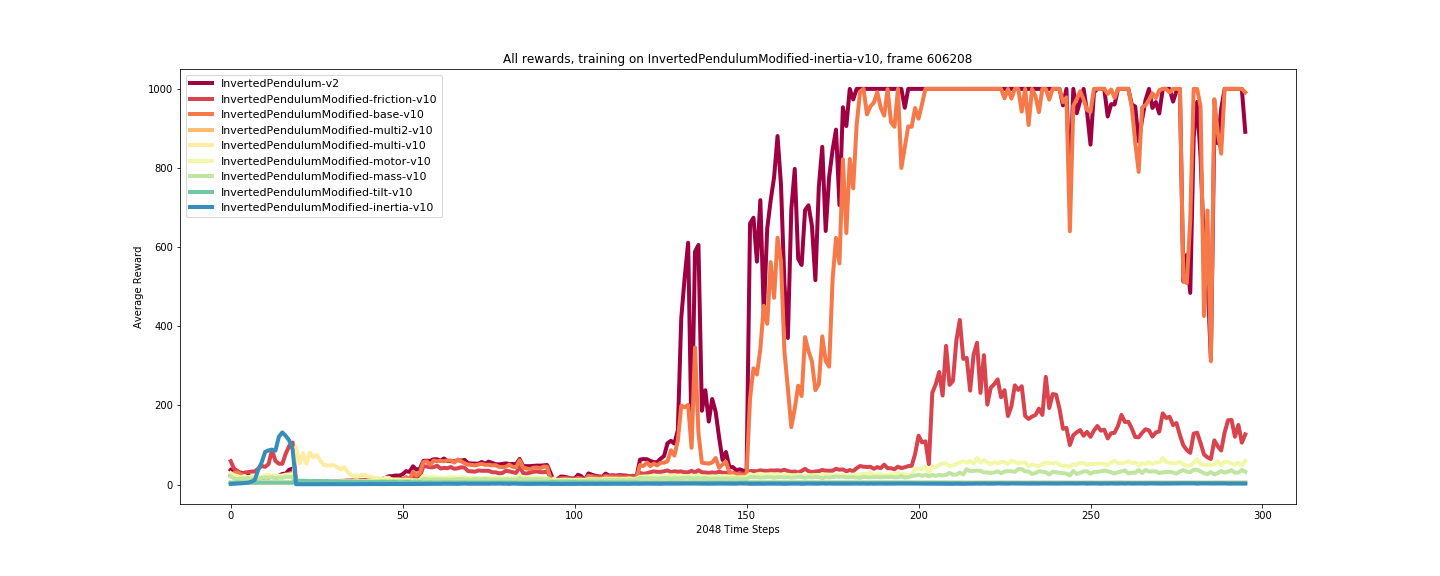 All rewards, training on InvertedPendulumModified-inertia-v10, frame 606208
InvertedPendulum-v2
InvertedPendulumModified-friction-v10
InvertedPendulumModified-base-v10
InvertedPendulumModified-multi2-v10
InvertedPendulumModified-multi-v10
InvertedPendulumModified-motor-v10
InvertedPendulumModified-mass-v10
InvertedPendulumModified-tilt-v10
InvertedPendulumModified-inertia-v10
Average Reward
1000
800
600
400
200
0
0 50 100 150 200 250 300
2048 Time Steps